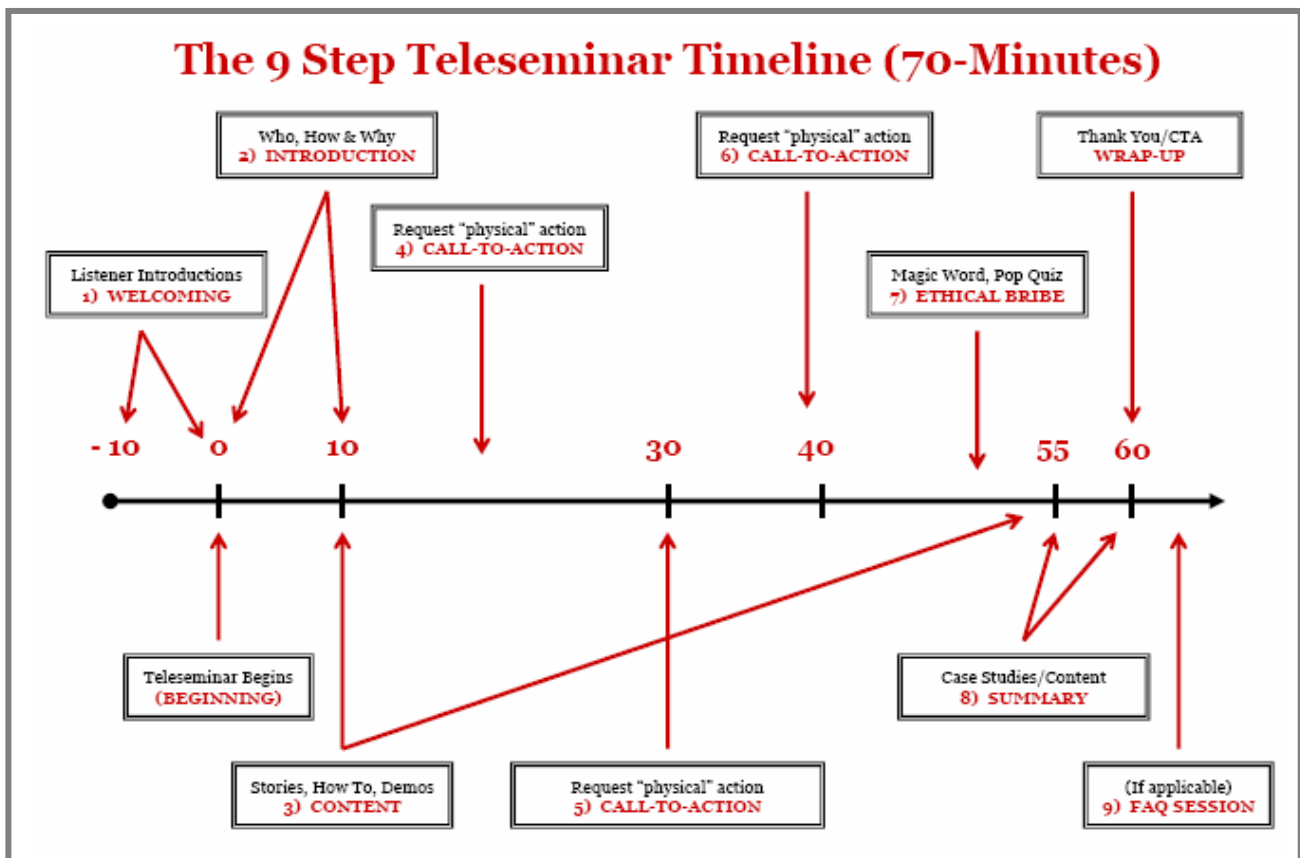 The 9 Step Teleseminar Timeline (70-Minutes)
Who, How & Why
2) INTRODUCTION
Request "physical" action
6) CALL-TO-ACTION
Thank You/CTA
WRAP-UP
Request "physical" action
4) CALL-TO-ACTION
Listener Introductions
1) WELCOMING
Magic Word, Pop Quiz
7) ETHICAL BRIBE
- 10 0 10 30 40 55 60
Teleseminar Begins
(BEGINNING)
Case Studies/Content
8) SUMMARY
Stories, How To, Demos
3) CONTENT
Request "physical" action
5) CALL-TO-ACTION
(If applicable)
9) FAQ SESSION